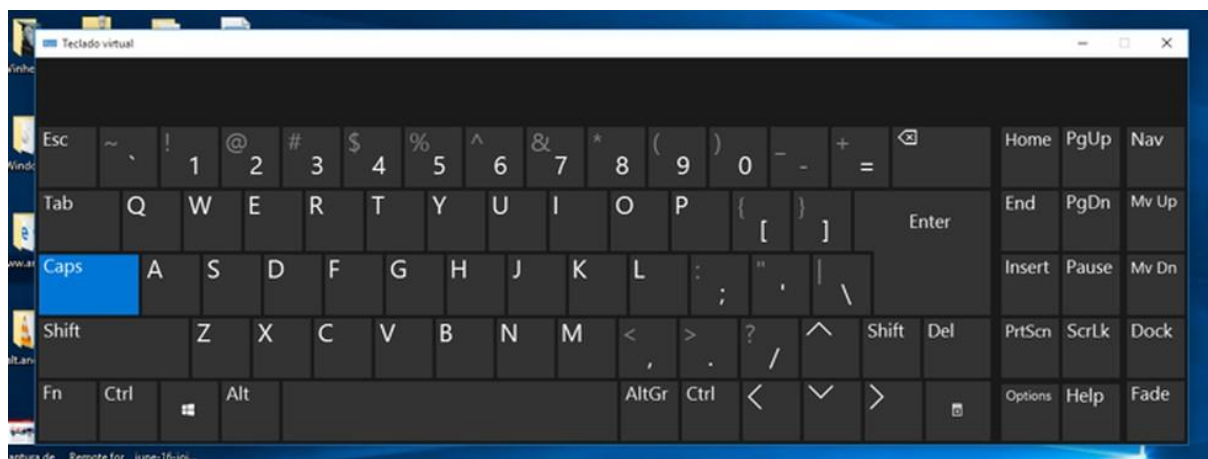 Teclado virtual
Esc ~ ` ! 1 @ 2 # 3 $ 4 % 5 ^ 6 & 7 * 8 ( 9 ) 0 _ - + = Home PgUp Nav
Tab Q W E R T Y U I O P { [ } ] Enter End PgDn Mv Up
Caps A S D F G H J K L : ; " ' | \ Insert Pause Mv Dn
Shift Z X C V B N M < , > . ? / Shift Del PrtScn ScrLk Dock
Fn Ctrl Alt AltGr Ctrl Options Help Fade